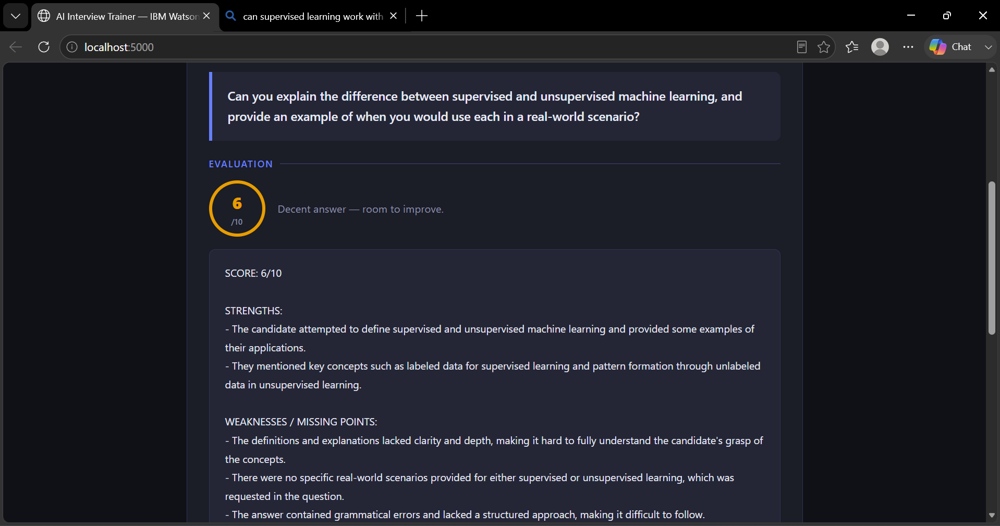 AI Interview Trainer — IBM Watson
can supervised learning work with
localhost:5000
Chat
Can you explain the difference between supervised and unsupervised machine learning, and
provide an example of when you would use each in a real-world scenario?
EVALUATION
6
/10
Decent answer — room to improve.
SCORE: 6/10
STRENGTHS:
- The candidate attempted to define supervised and unsupervised machine learning and provided some examples of
their applications.
- They mentioned key concepts such as labeled data for supervised learning and pattern formation through unlabeled
data in unsupervised learning.
WEAKNESSES / MISSING POINTS:
- The definitions and explanations lacked clarity and depth, making it hard to fully understand the candidate's grasp of
the concepts.
- There were no specific real-world scenarios provided for either supervised or unsupervised learning, which was
requested in the question.
- The answer contained grammatical errors and lacked a structured approach, making it difficult to follow.